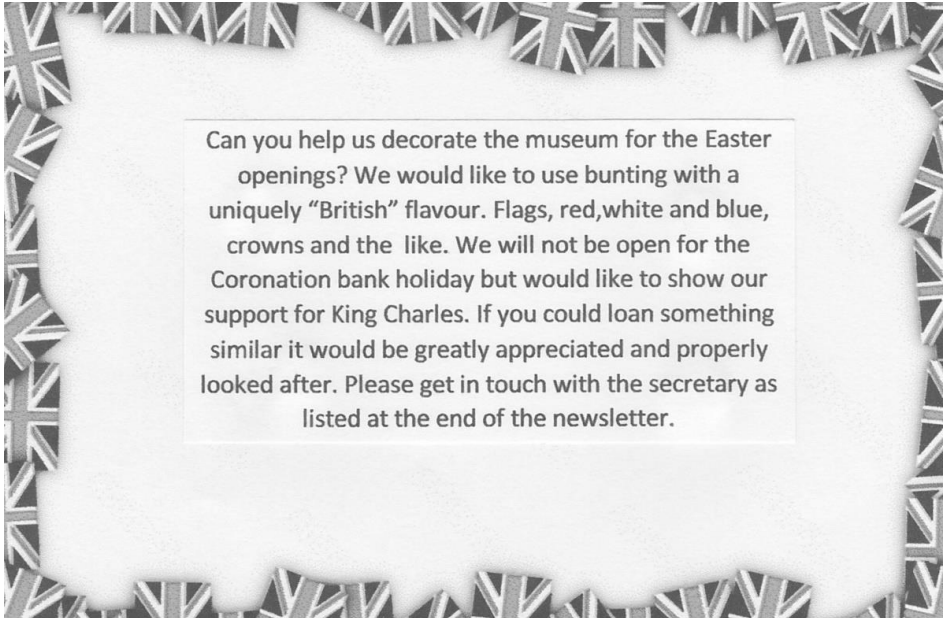 Can you help us decorate the museum for the Easter
openings? We would like to use bunting with a
uniquely “British” flavour. Flags, red,white and blue,
crowns and the  like. We will not be open for the
Coronation bank holiday but would like to show our
support for King Charles. If you could loan something
similar it would be greatly appreciated and properly
looked after. Please get in touch with the secretary as
listed at the end of the newsletter.